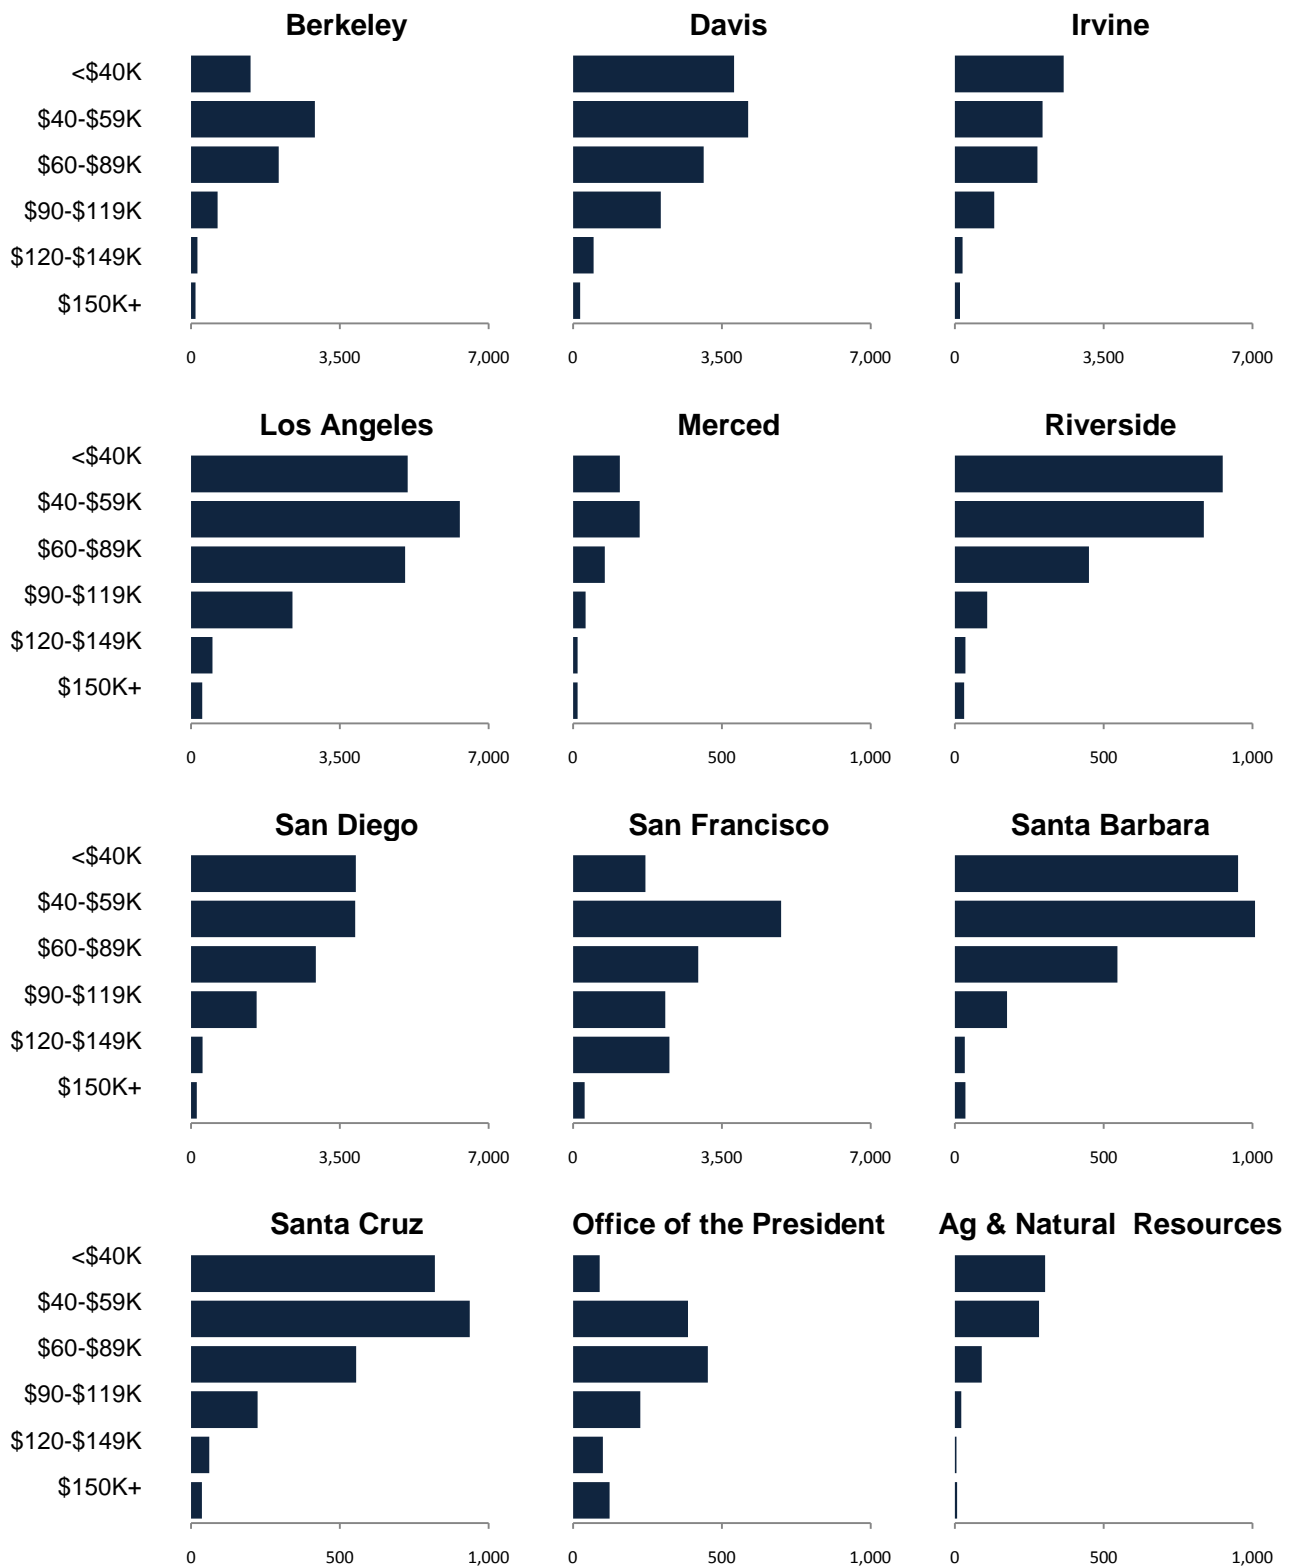 Berkeley Davis Irvine
<$40K
$40-$59K
$60-$89K
$90-$119K
$120-$149K
$150K+
0 3,500 7,000 0 3,500 7,000 0 3,500 7,000
Los Angeles Merced Riverside
<$40K
$40-$59K
$60-$89K
$90-$119K
$120-$149K
$150K+
0 3,500 7,000 0 500 1,000 0 500 1,000
San Diego San Francisco Santa Barbara
<$40K
$40-$59K
$60-$89K
$90-$119K
$120-$149K
$150K+
0 3,500 7,000 0 3,500 7,000 0 500 1,000
Santa Cruz Office of the President Ag & Natural Resources
<$40K
$40-$59K
$60-$89K
$90-$119K
$120-$149K
$150K+
0 500 1,000 0 500 1,000 0 500 1,000